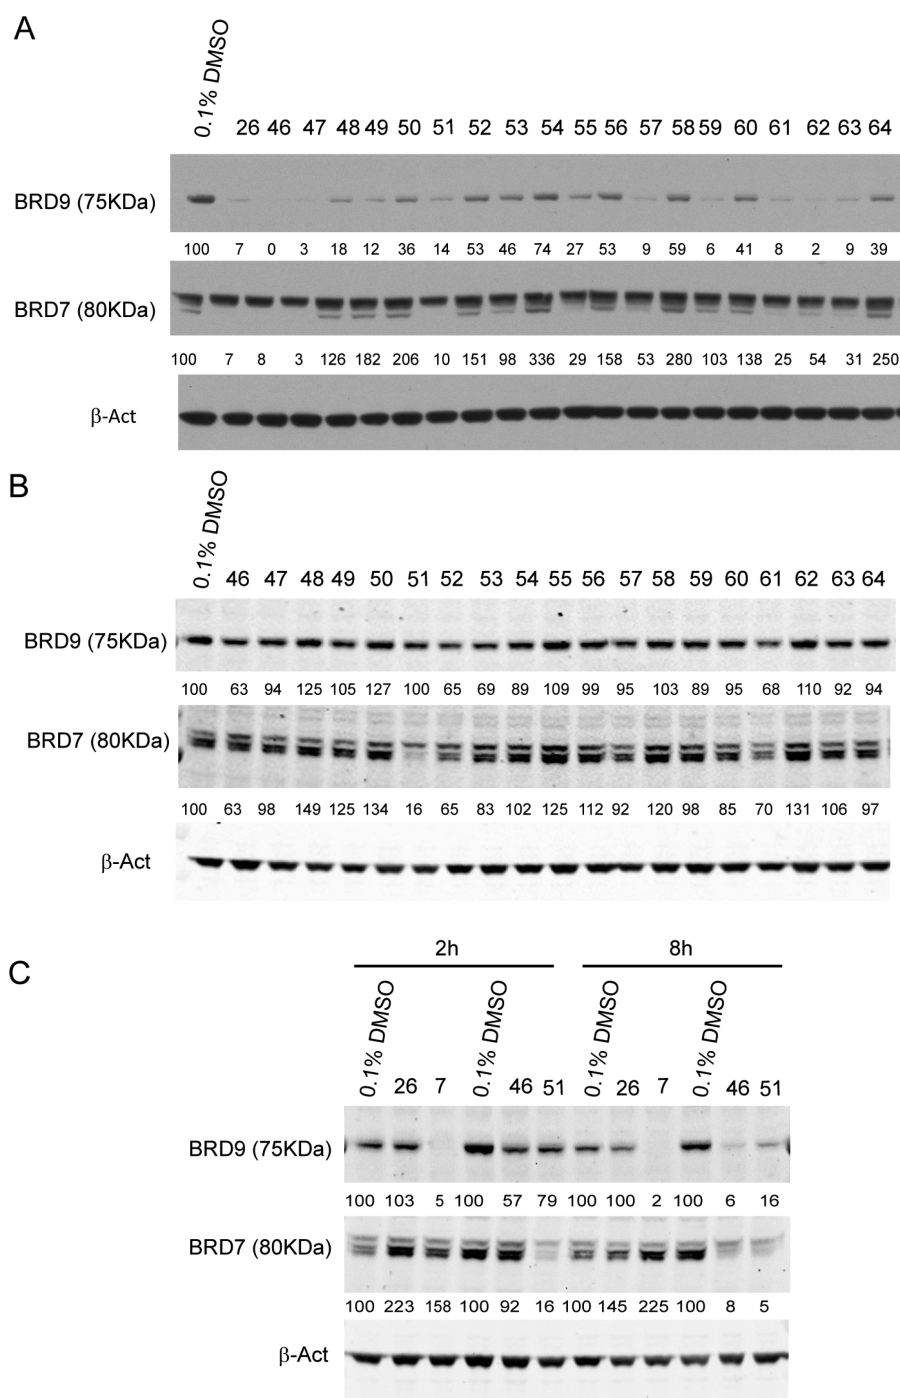 A
0.1% DMSO
26 46 47 48 49 50 51 52 53 54 55 56 57 58 59 60 61 62 63 64
BRD9 (75KDa)
100 7 0 3 18 12 36 14 53 46 74 27 53 9 59 6 41 8 2 9 39
BRD7 (80KDa)
100 7 8 3 126 182 206 10 151 98 336 29 158 53 280 103 138 25 54 31 250
β-Act
B
0.1% DMSO
46 47 48 49 50 51 52 53 54 55 56 57 58 59 60 61 62 63 64
BRD9 (75KDa)
100 63 94 125 105 127 100 65 69 89 109 99 95 103 89 95 68 110 92 94
BRD7 (80KDa)
100 63 98 149 125 134 16 65 83 102 125 112 92 120 98 85 70 131 106 97
β-Act
C
2h 8h
0.1% DMSO 26 7 0.1% DMSO 46 51 0.1% DMSO 26 7 0.1% DMSO 46 51
BRD9 (75KDa)
100 103 5 100 57 79 100 100 2 100 6 16
BRD7 (80KDa)
100 223 158 100 92 16 100 145 225 100 8 5
β-Act